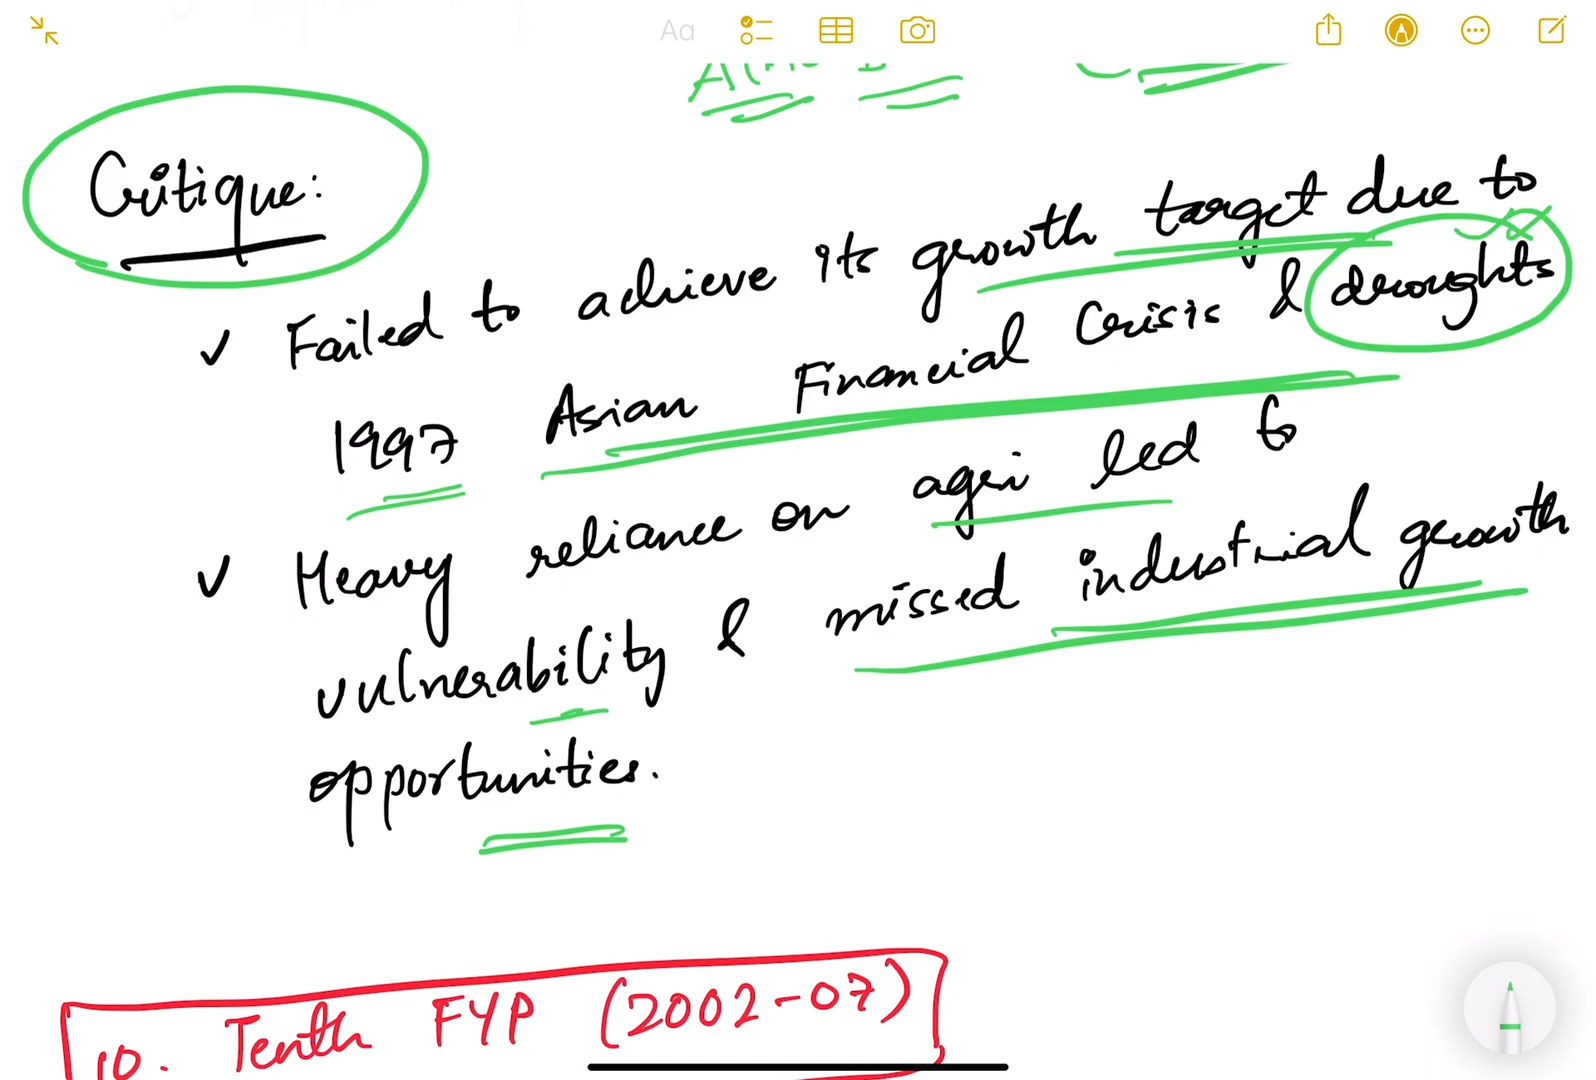 Aa
Critique:
✓ Failed to achieve its growth target due to
1997 Asian Financial Crisis & droughts
✓ Heavy reliance on agri led to
vulnerability & missed industrial growth
opportunities.
10. Tenth FYP (2002-07)